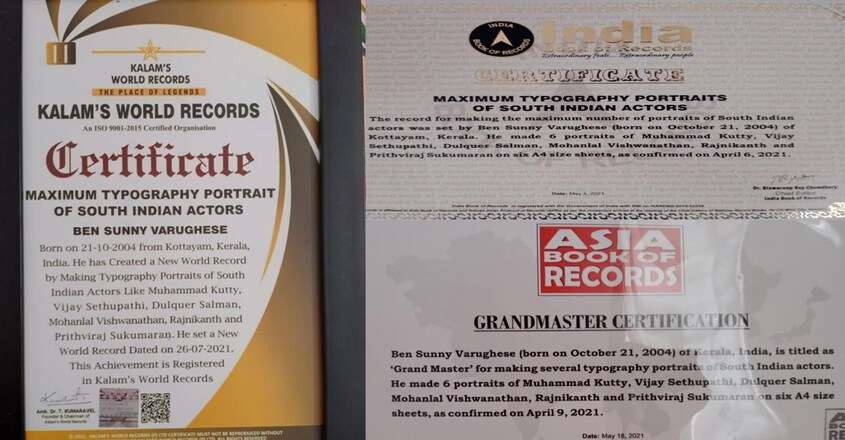 KALAM'S
WORLD RECORDS
THE PLACE OF LEGENDS
KALAM'S WORLD RECORDS
An ISO 9001-2015 Certified Organisation
Certificate
MAXIMUM TYPOGRAPHY PORTRAIT
OF SOUTH INDIAN ACTORS
BEN SUNNY VARUGHESE
Born on 21-10-2004 from Kottayam, Kerala,
India. He has Created a New World Record
by Making Typography Portraits of South
Indian Actors Like Muhammad Kutty,
Vijay Sethupathi, Dulquer Salman,
Mohanlal Vishwanathan, Rajnikanth and
Prithviraj Sukumaran. He set a New
World Record Dated on 26-07-2021.
This Achievement is Registered
in Kalam's World Records
Amb. Dr. T. KUMARAVEL
Founder & Chairman of
Kalam's World Records
INDIA
BOOK OF RECORDS
India
Book of Records
Extraordinary feats... Extraordinary people
CERTIFICATE
MAXIMUM TYPOGRAPHY PORTRAITS
OF SOUTH INDIAN ACTORS
The record for making the maximum number of portraits of South Indian
actors was set by Ben Sunny Varughese (born on October 21, 2004) of
Kottayam, Kerala. He made 6 portraits of Muhammad Kutty, Vijay
Sethupathi, Dulquer Salman, Mohanlal Vishwanathan, Rajnikanth and
Prithviraj Sukumaran on six A4 size sheets, as confirmed on April 6, 2021.
Dr. Biswaroop Roy Chowdhury
Chief Editor
India Book of Records
Date: May 4, 2021
ASIA
BOOK OF
RECORDS
GRANDMASTER CERTIFICATION
Ben Sunny Varughese (born on October 21, 2004) of Kerala, India, is titled as
'Grand Master' for making several typography portraits of South Indian actors.
He made 6 portraits of Muhammad Kutty, Vijay Sethupathi, Dulquer Salman,
Mohanlal Vishwanathan, Rajnikanth and Prithviraj Sukumaran on six A4 size
sheets, as confirmed on April 9, 2021.
ASIA
RECORDS
Date: May 18, 2021